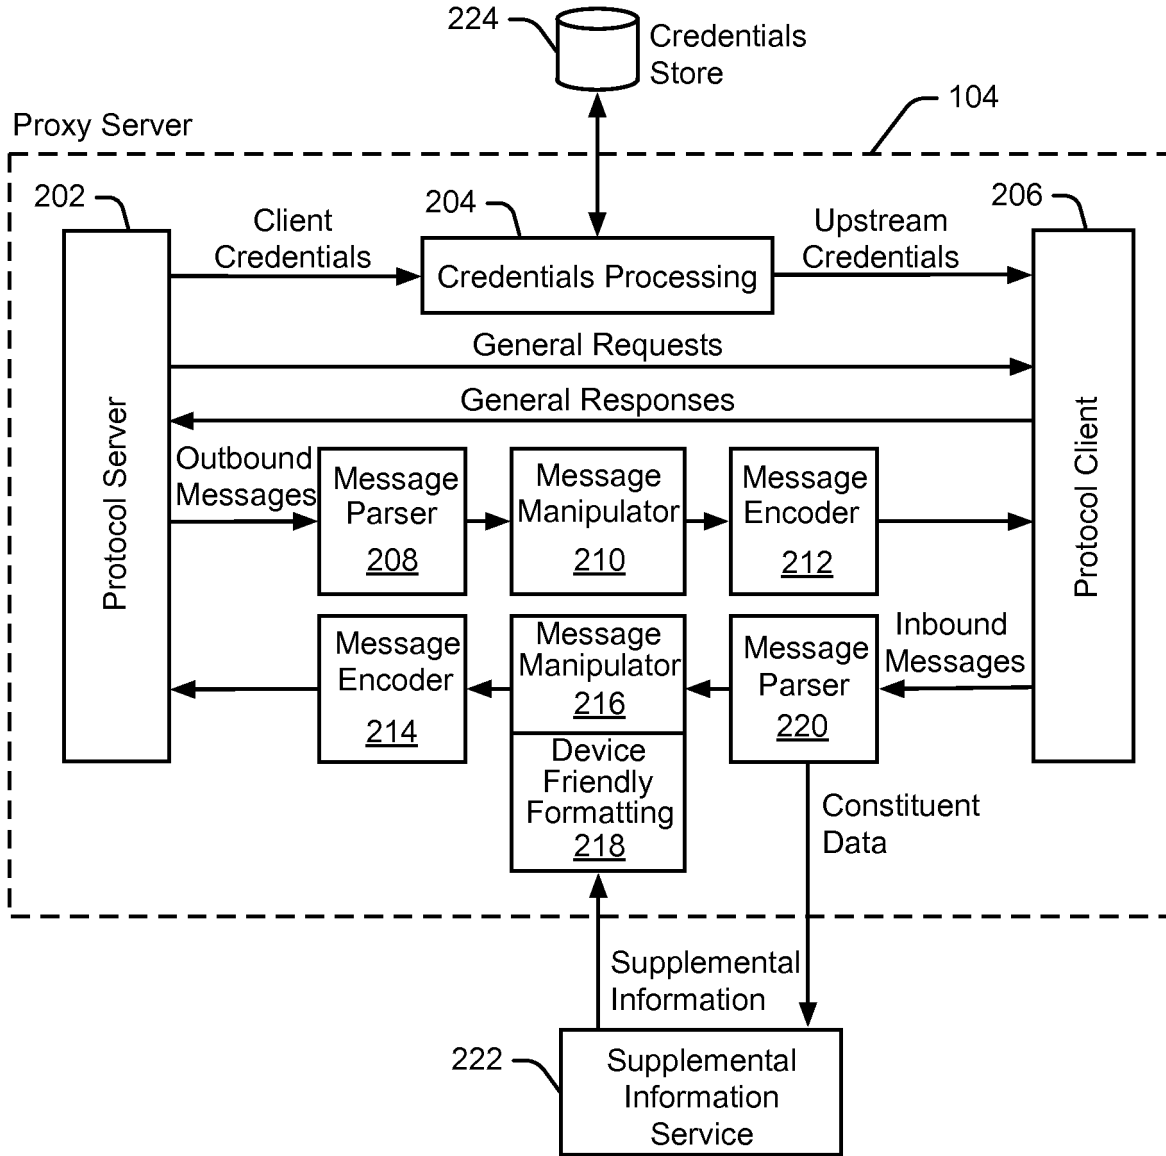 224
Credentials
Store
104
Proxy Server
202
Client
Credentials
204
Credentials Processing
Upstream
Credentials
206
General Requests
General Responses
Protocol Server
Protocol Client
Outbound
Messages
Message
Parser
208
Message
Manipulator
210
Message
Encoder
212
Message
Encoder
214
Message
Manipulator
216
Device
Friendly
Formatting
218
Message
Parser
220
Inbound
Messages
Constituent
Data
Supplemental
Information
222
Supplemental
Information
Service